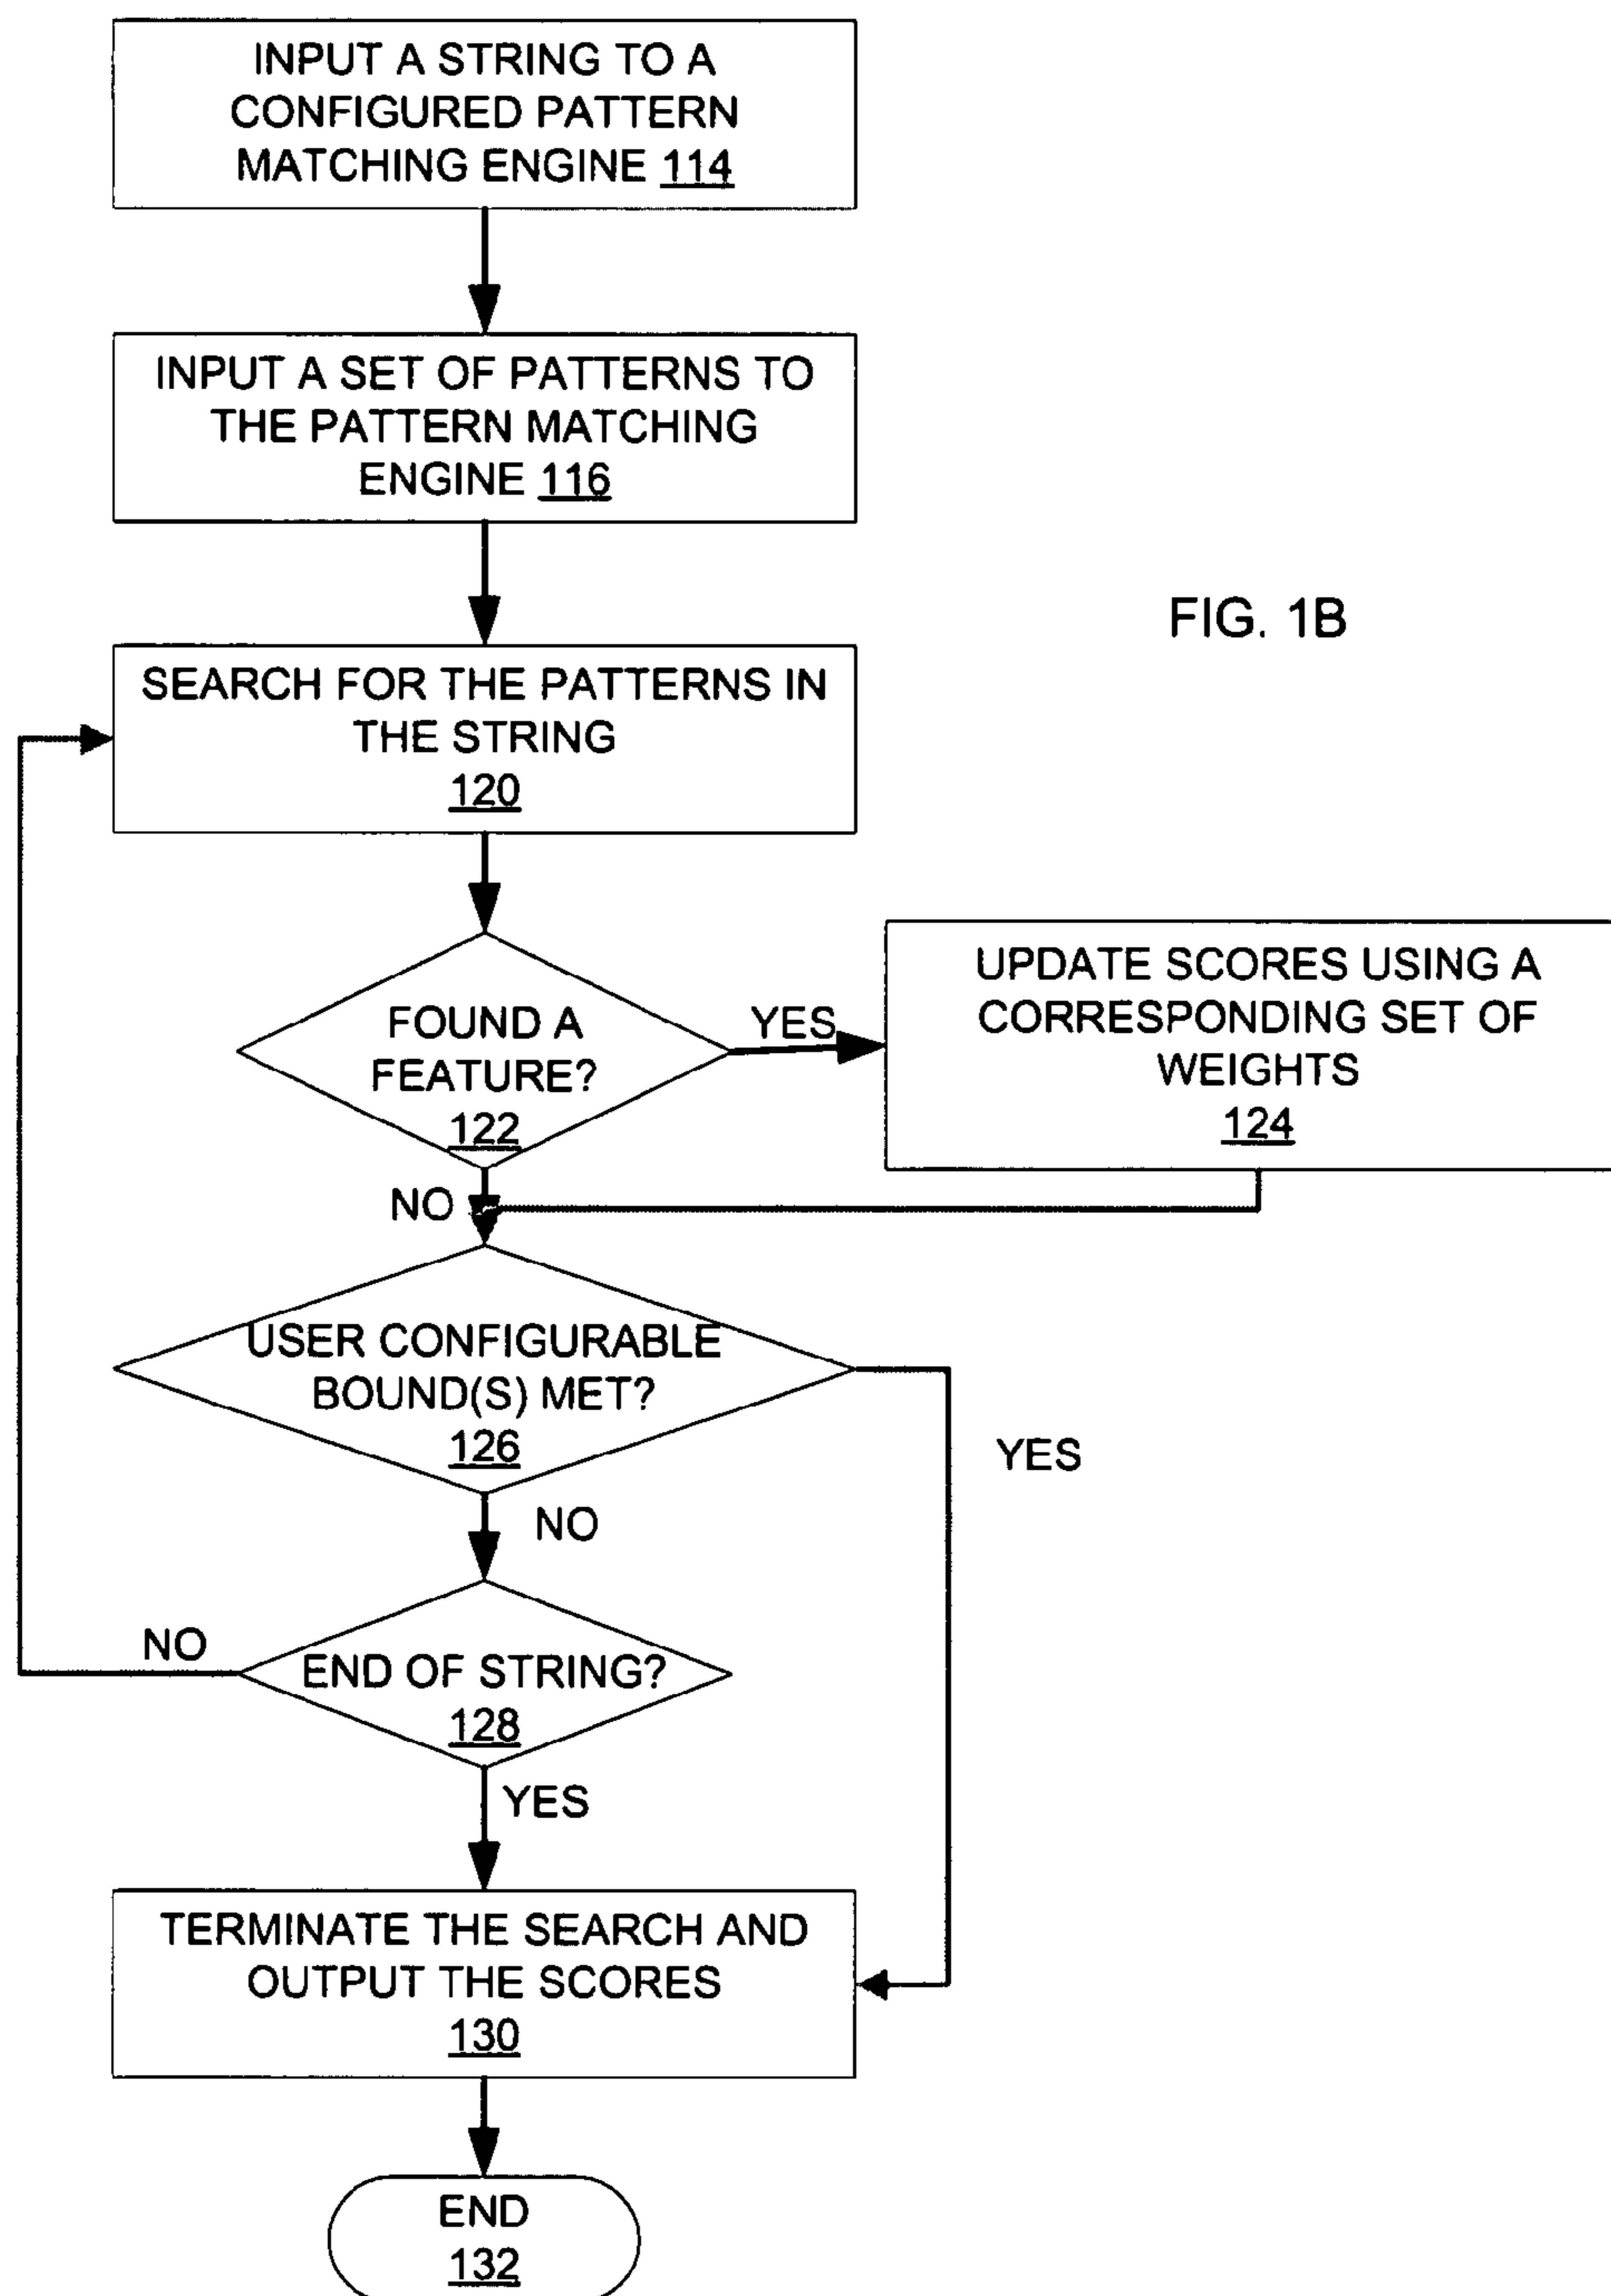 INPUT A STRING TO A
CONFIGURED PATTERN
MATCHING ENGINE 114
INPUT A SET OF PATTERNS TO
THE PATTERN MATCHING
ENGINE 116
FIG. 1B
SEARCH FOR THE PATTERNS IN
THE STRING
120
FOUND A
FEATURE?
122
YES
UPDATE SCORES USING A
CORRESPONDING SET OF
WEIGHTS
124
NO
USER CONFIGURABLE
BOUND(S) MET?
126
YES
NO
END OF STRING?
128
NO
YES
TERMINATE THE SEARCH AND
OUTPUT THE SCORES
130
END
132